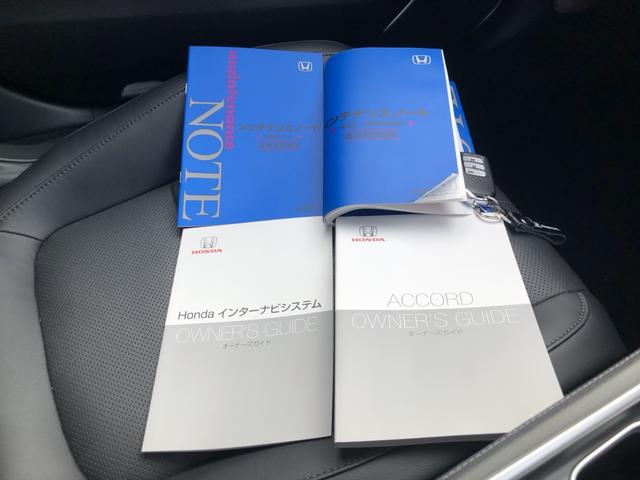 maintenance
NOTE
メンテナンスノート
メンテナンスノート
HONDA
Honda インターナビシステム
OWNER'S GUIDE
オーナーズガイド
HONDA
ACCORD
OWNER'S GUIDE
オーナーズガイド